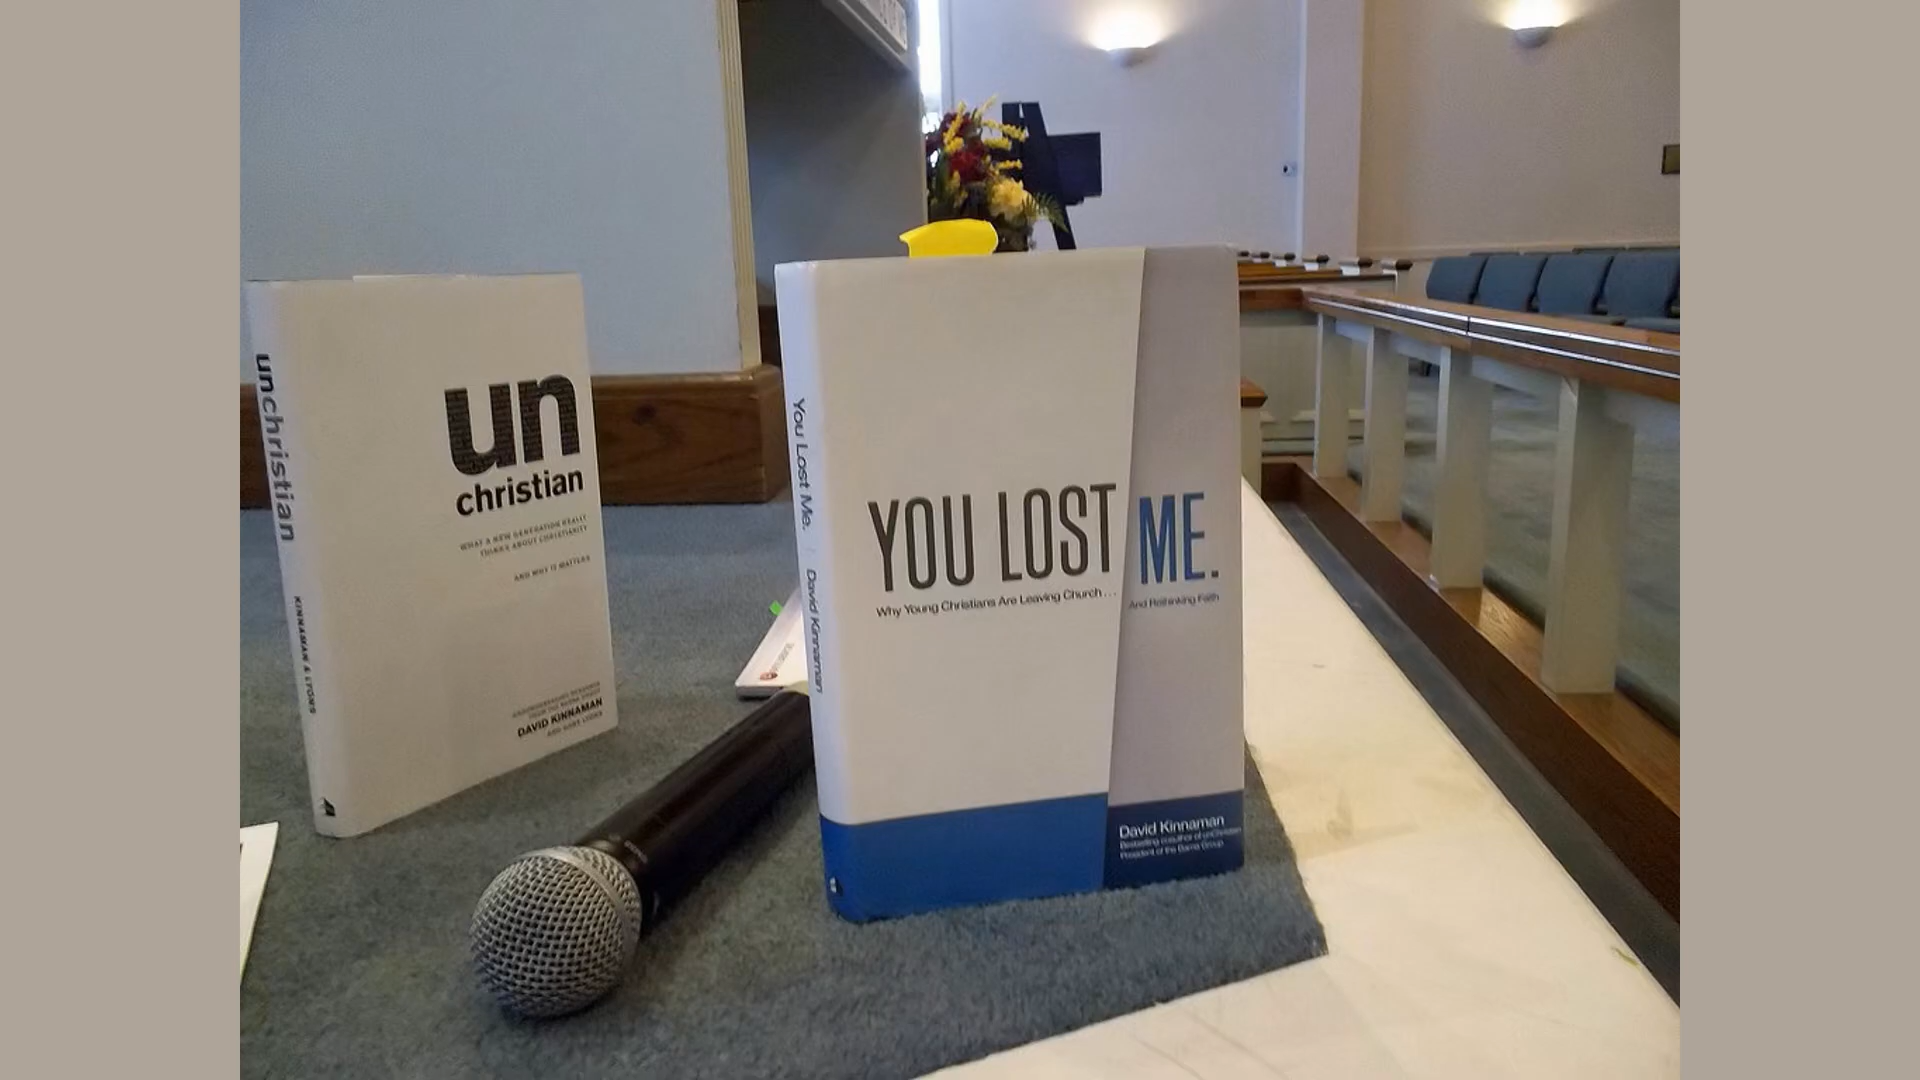 unchristian
KINNAMAN & LYONS
un
christian
WHAT A NEW GENERATION REALLY
THINKS ABOUT CHRISTIANITY
AND WHY IT MATTERS
DAVID KINNAMAN
AND GABE LYONS
You Lost Me. | David Kinnaman
YOU LOST ME.
Why Young Christians Are Leaving Church . . . And Rethinking Faith
David Kinnaman
Bestselling coauthor of unChristian
President of the Barna Group